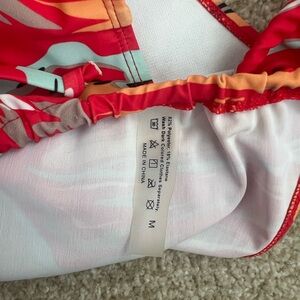 82% Polyester, 18% Elastane
Wash Dark Colored Clothes Separately.
M
MADE IN CHINA